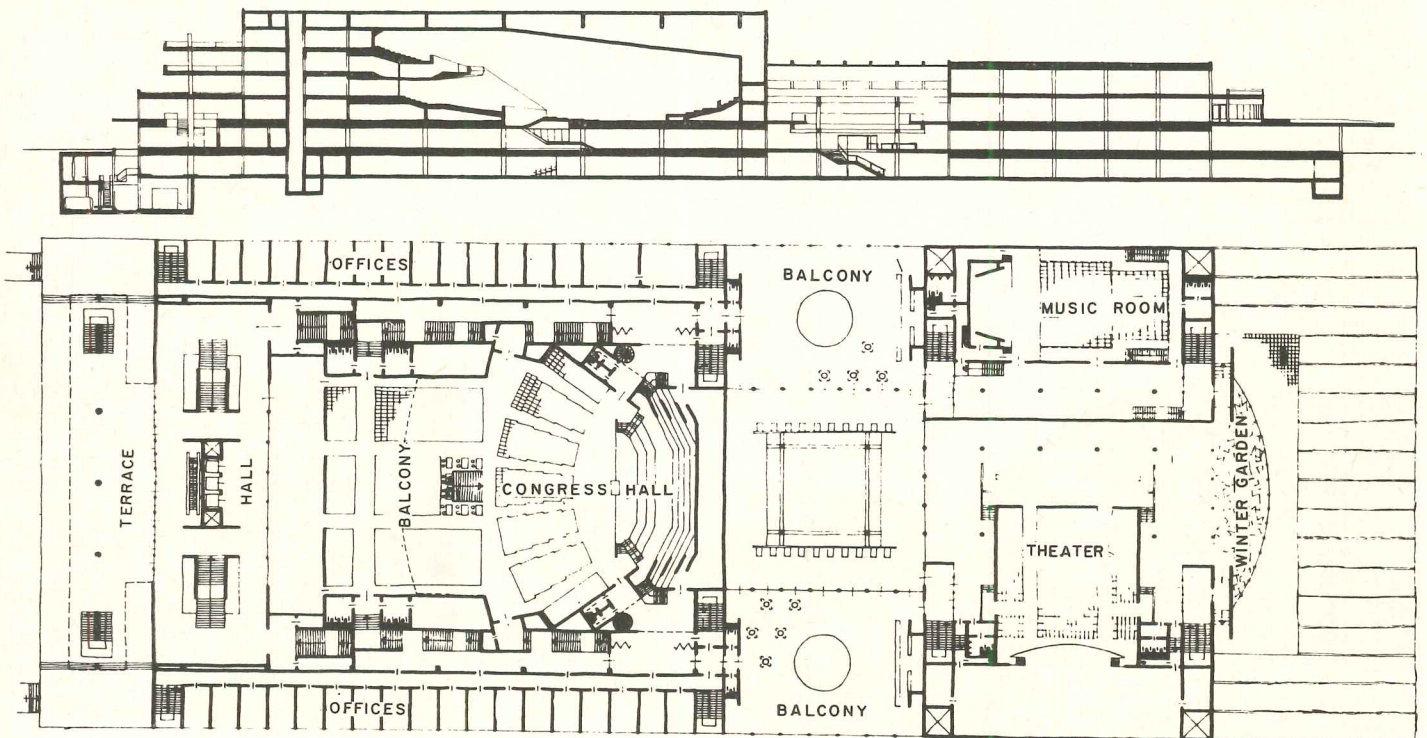 OFFICES
BALCONY
MUSIC ROOM
TERRACE
HALL
BALCONY
CONGRESS HALL
WINTER GARDEN
THEATER
OFFICES
BALCONY